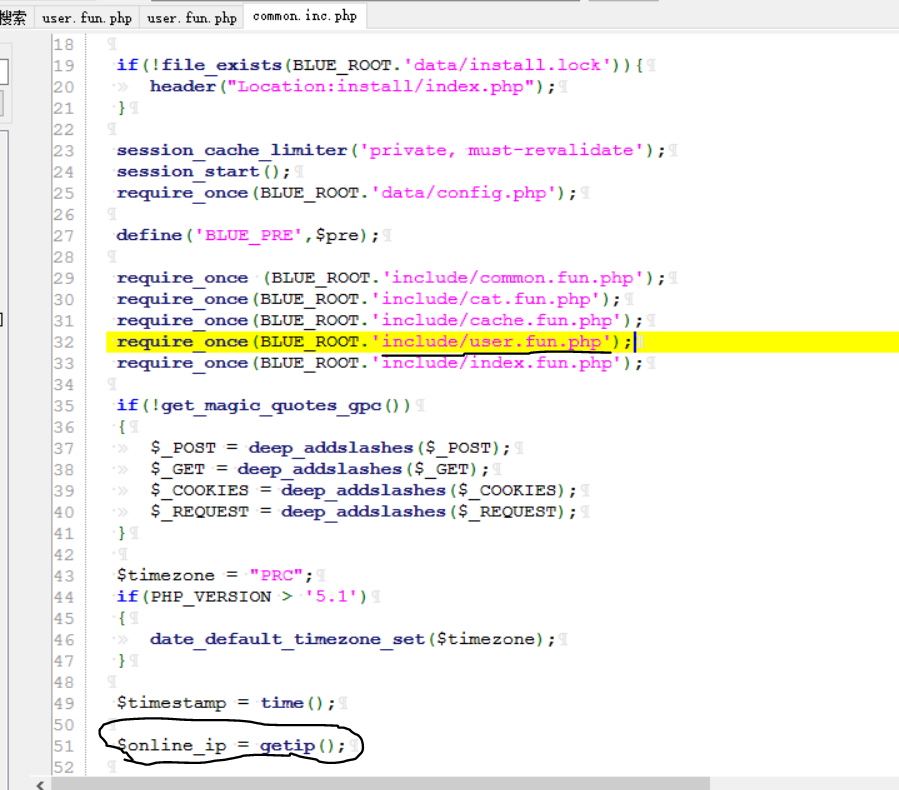 搜索 user.fun.php user.fun.php common.inc.php
18
19 if(!file_exists(BLUE_ROOT.'data/install.lock')){
20 header("Location:install/index.php");
21 }
22
23 session_cache_limiter('private, must-revalidate');
24 session_start();
25 require_once(BLUE_ROOT.'data/config.php');
26
27 define('BLUE_PRE',$pre);
28
29 require_once (BLUE_ROOT.'include/common.fun.php');
30 require_once(BLUE_ROOT.'include/cat.fun.php');
31 require_once(BLUE_ROOT.'include/cache.fun.php');
32 require_once(BLUE_ROOT.'include/user.fun.php');
33 require_once(BLUE_ROOT.'include/index.fun.php');
34
35 if(!get_magic_quotes_gpc())
36 {
37 $_POST = deep_addslashes($_POST);
38 $_GET = deep_addslashes($_GET);
39 $_COOKIES = deep_addslashes($_COOKIES);
40 $_REQUEST = deep_addslashes($_REQUEST);
41 }
42
43 $timezone = "PRC";
44 if(PHP_VERSION > '5.1')
45 {
46 date_default_timezone_set($timezone);
47 }
48
49 $timestamp = time();
50
51 $online_ip = getip();
52